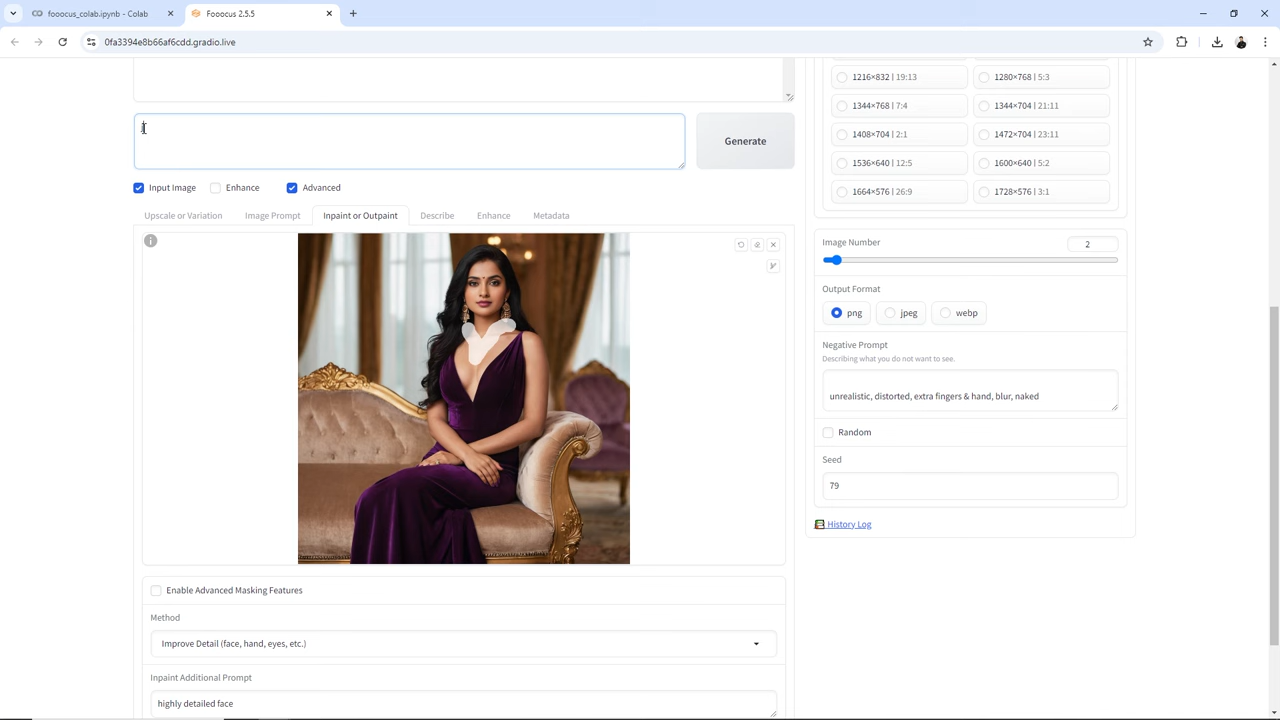 fooocus_colab.ipynb - Colab
Fooocus 2.5.5
0fa3394e8b66af6cdd.gradio.live
1216×832 | 19:13
1280×768 | 5:3
1344×768 | 7:4
1344×704 | 21:11
1408×704 | 2:1
1472×704 | 23:11
1536×640 | 12:5
1600×640 | 5:2
1664×576 | 26:9
1728×576 | 3:1
Generate
Input Image
Enhance
Advanced
Upscale or Variation
Image Prompt
Inpaint or Outpaint
Describe
Enhance
Metadata
Enable Advanced Masking Features
Method
Improve Detail (face, hand, eyes, etc.)
Inpaint Additional Prompt
highly detailed face
Image Number
2
Output Format
png
jpeg
webp
Negative Prompt
Describing what you do not want to see.
unrealistic, distorted, extra fingers & hand, blur, naked
Random
Seed
79
History Log